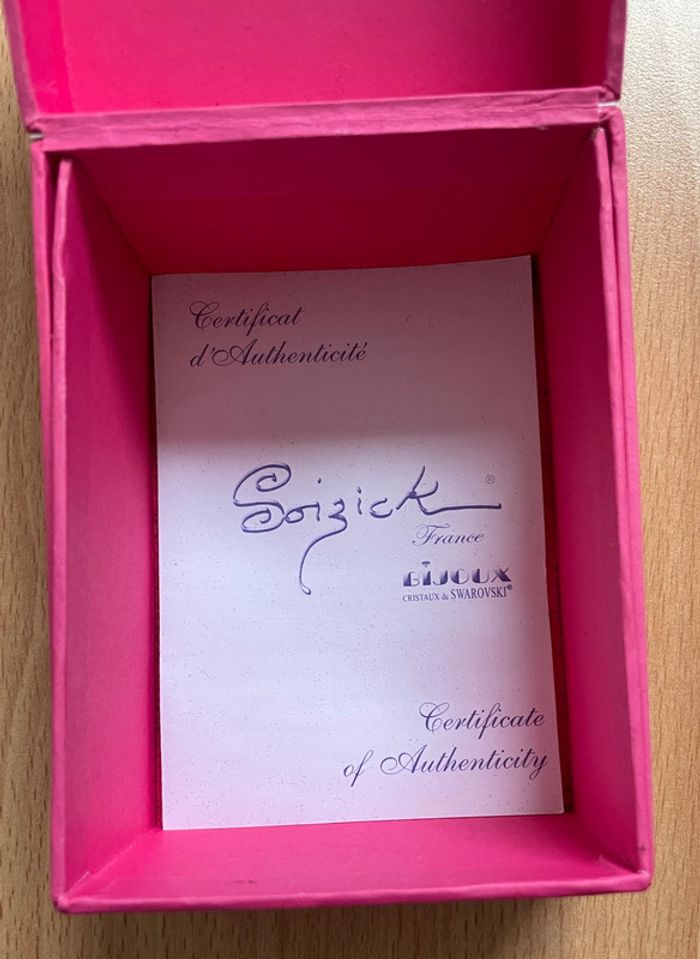 Certificat
d'Authenticité
Soizick ®
France
BIJOUX
CRISTAUX de SWAROVSKI®
Certificate
of Authenticity